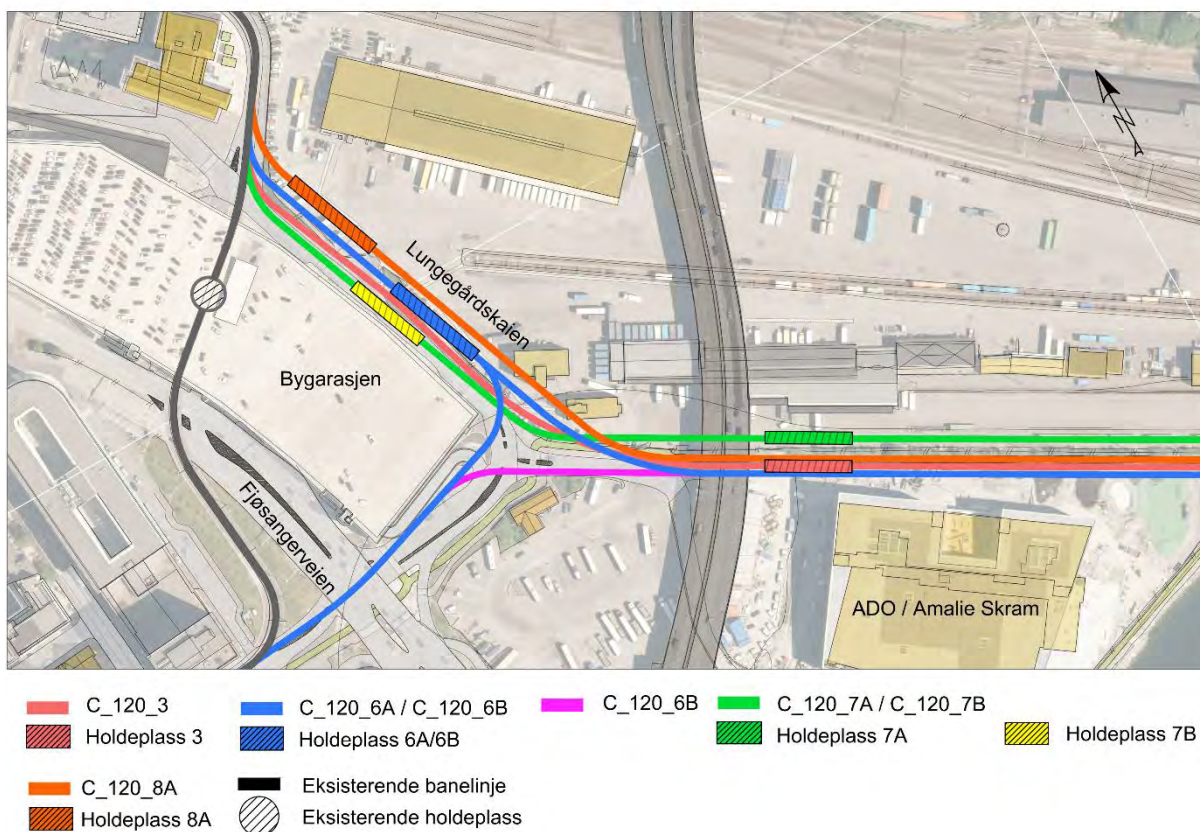 Lungegårdskaien
Bygarasjen
Fjøsangerveien
ADO / Amalie Skram
C_120_3
C_120_6A / C_120_6B
C_120_6B
C_120_7A / C_120_7B
Holdeplass 3
Holdeplass 6A/6B
Holdeplass 7A
Holdeplass 7B
C_120_8A
Eksisterende banelinje
Holdeplass 8A
Eksisterende holdeplass